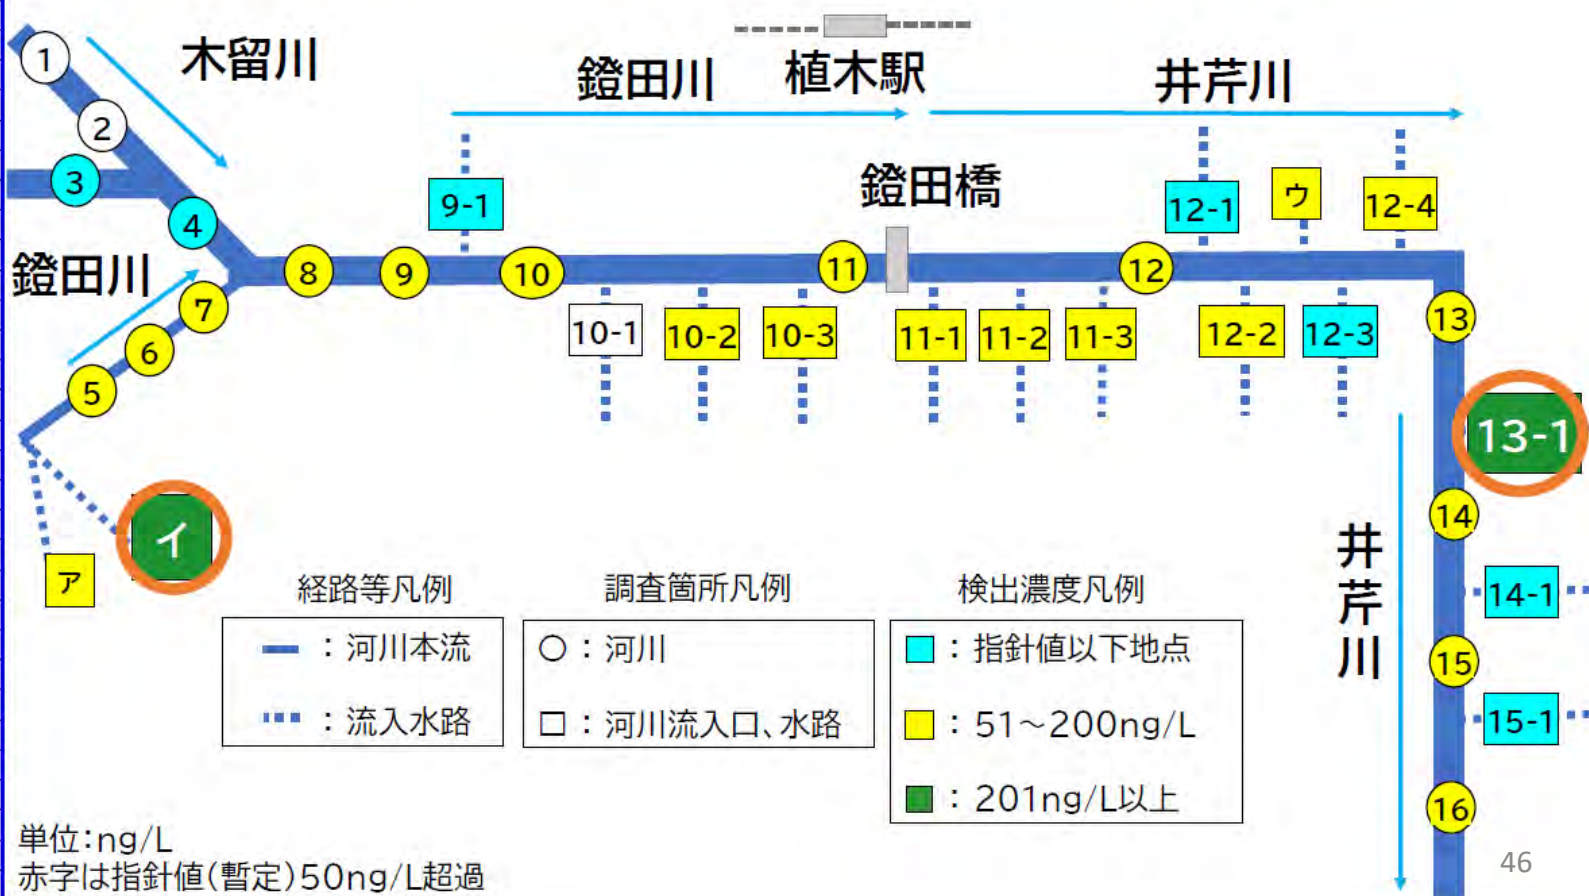 木留川
鐙田川
植木駅
井芹川
鐙田橋
鐙田川
井芹川
1
2
3
4
5
6
7
8
9
10
11
12
13
14
15
16
9-1
10-1
10-2
10-3
11-1
11-2
11-3
12-1
ウ
12-4
12-2
12-3
13-1
14-1
15-1
ア
イ
経路等凡例
：河川本流
：流入水路
調査箇所凡例
○：河川
□：河川流入口、水路
検出濃度凡例
：指針値以下地点
：51～200ng/L
：201ng/L以上
単位：ng/L
赤字は指針値（暫定）50ng/L超過
46